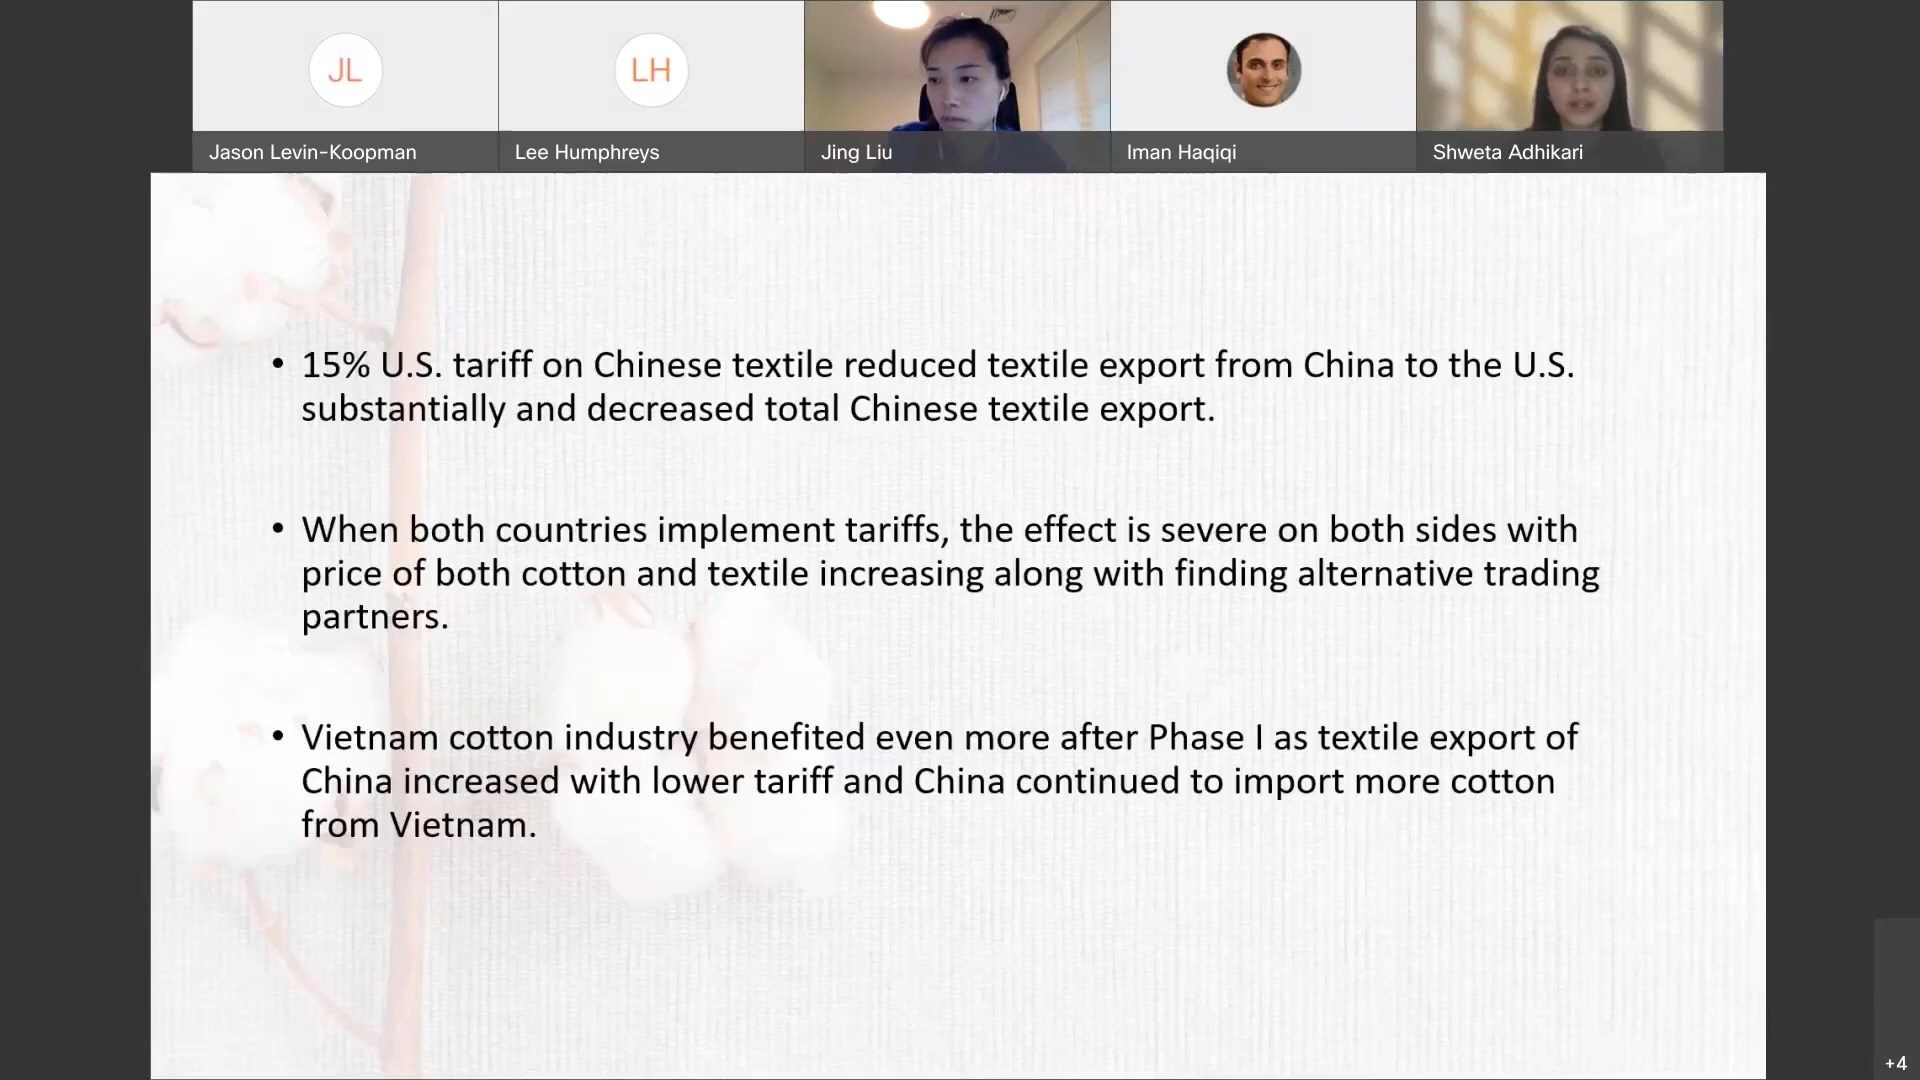 JL
LH
Jason Levin-Koopman
Lee Humphreys
Jing Liu
Iman Haqiqi
Shweta Adhikari
• 15% U.S. tariff on Chinese textile reduced textile export from China to the U.S.
substantially and decreased total Chinese textile export.
• When both countries implement tariffs, the effect is severe on both sides with
price of both cotton and textile increasing along with finding alternative trading
partners.
• Vietnam cotton industry benefited even more after Phase I as textile export of
China increased with lower tariff and China continued to import more cotton
from Vietnam.
+4